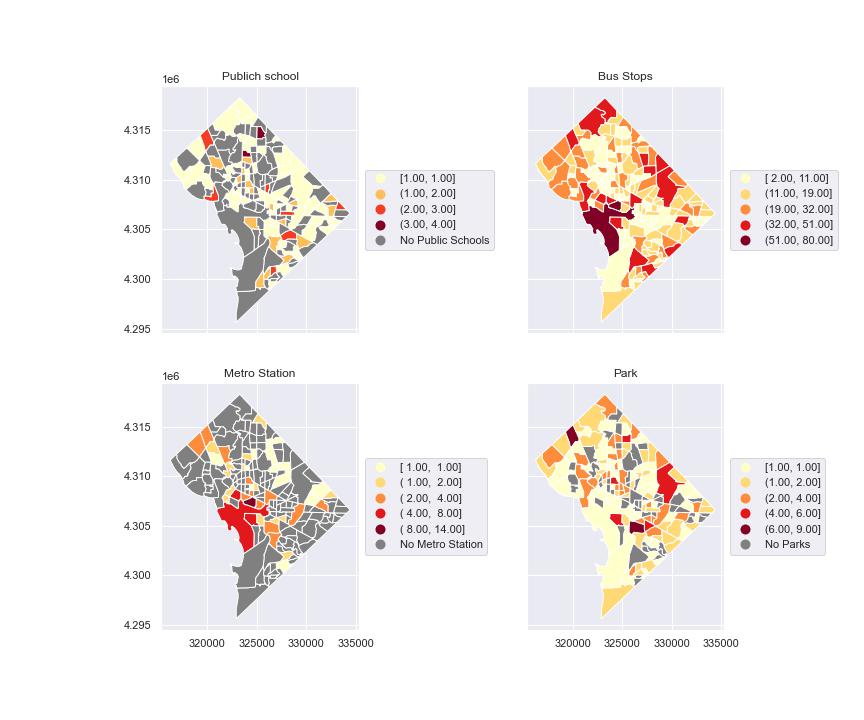 Publich school
1e6
4.315
4.310
4.305
4.300
4.295
[1.00, 1.00]
(1.00, 2.00]
(2.00, 3.00]
(3.00, 4.00]
No Public Schools
Bus Stops
[ 2.00, 11.00]
(11.00, 19.00]
(19.00, 32.00]
(32.00, 51.00]
(51.00, 80.00]
Metro Station
1e6
4.315
4.310
4.305
4.300
4.295
320000 325000 330000 335000
[ 1.00,  1.00]
( 1.00,  2.00]
( 2.00,  4.00]
( 4.00,  8.00]
( 8.00, 14.00]
No Metro Station
Park
320000 325000 330000 335000
[1.00, 1.00]
(1.00, 2.00]
(2.00, 4.00]
(4.00, 6.00]
(6.00, 9.00]
No Parks